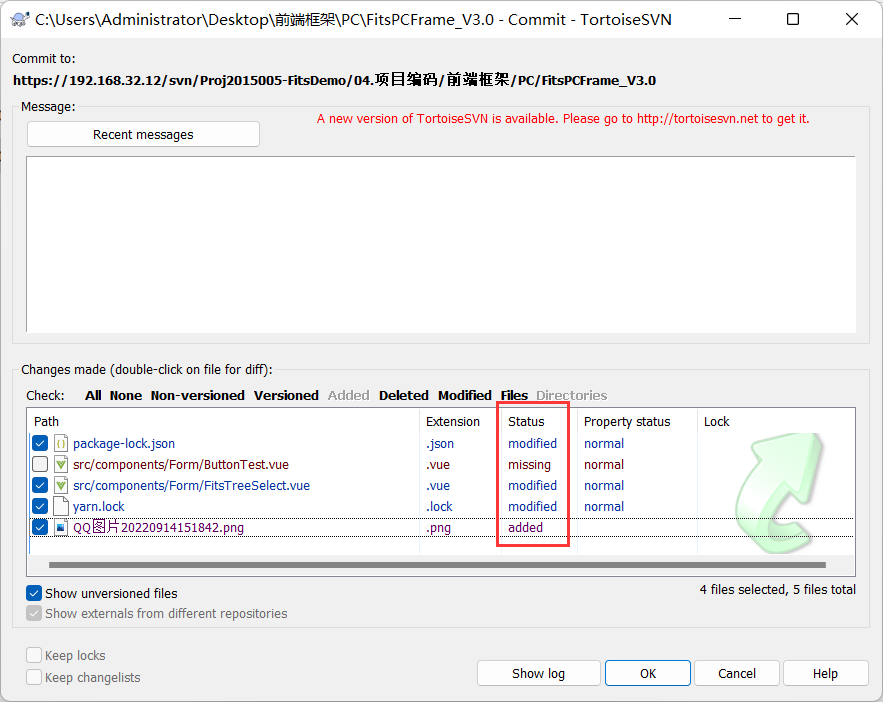 C:\Users\Administrator\Desktop\前端框架\PC\FitsPCFrame_V3.0 - Commit - TortoiseSVN
Commit to:
https://192.168.32.12/svn/Proj2015005-FitsDemo/04.项目编码/前端框架/PC/FitsPCFrame_V3.0
Message:
Recent messages
A new version of TortoiseSVN is available. Please go to http://tortoisesvn.net to get it.
Changes made (double-click on file for diff):
Check: All None Non-versioned Versioned Added Deleted Modified Files Directories
Path Extension Status Property status Lock
package-lock.json .json modified normal
src/components/Form/ButtonTest.vue .vue missing normal
src/components/Form/FitsTreeSelect.vue .vue modified normal
yarn.lock .lock modified normal
QQ图片20220914151842.png .png added
Show unversioned files
4 files selected, 5 files total
Show externals from different repositories
Keep locks
Keep changelists
Show log OK Cancel Help